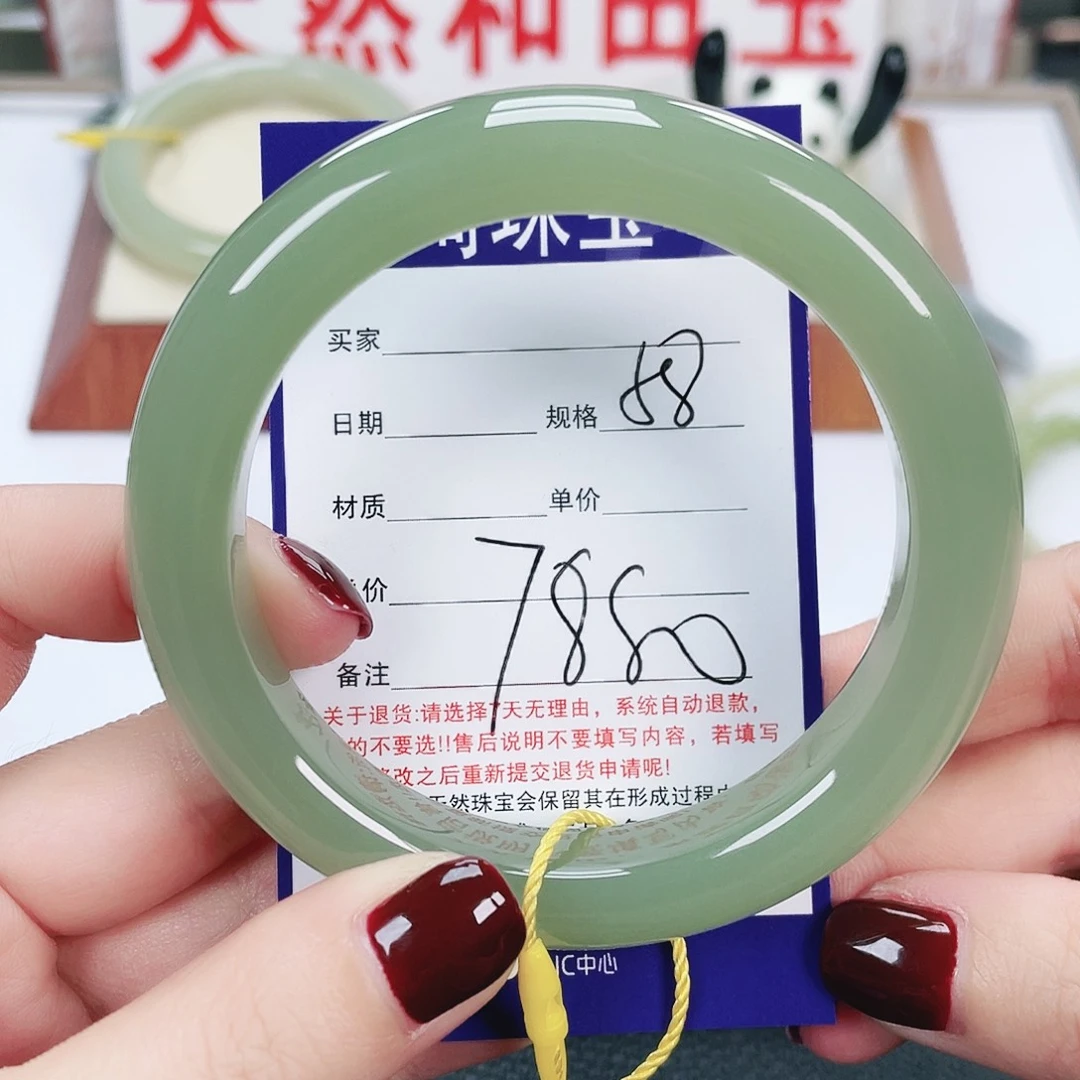 天然和田玉
珠宝
买家
日期 规格 58
材质 单价
价
7880
备注
关于退货:请选择7天无理由，系统自动退款，
的不要选!!售后说明不要填写内容，若填写
改之后重新提交退货申请呢!
天然珠宝会保留其在形成过程中
IC中心